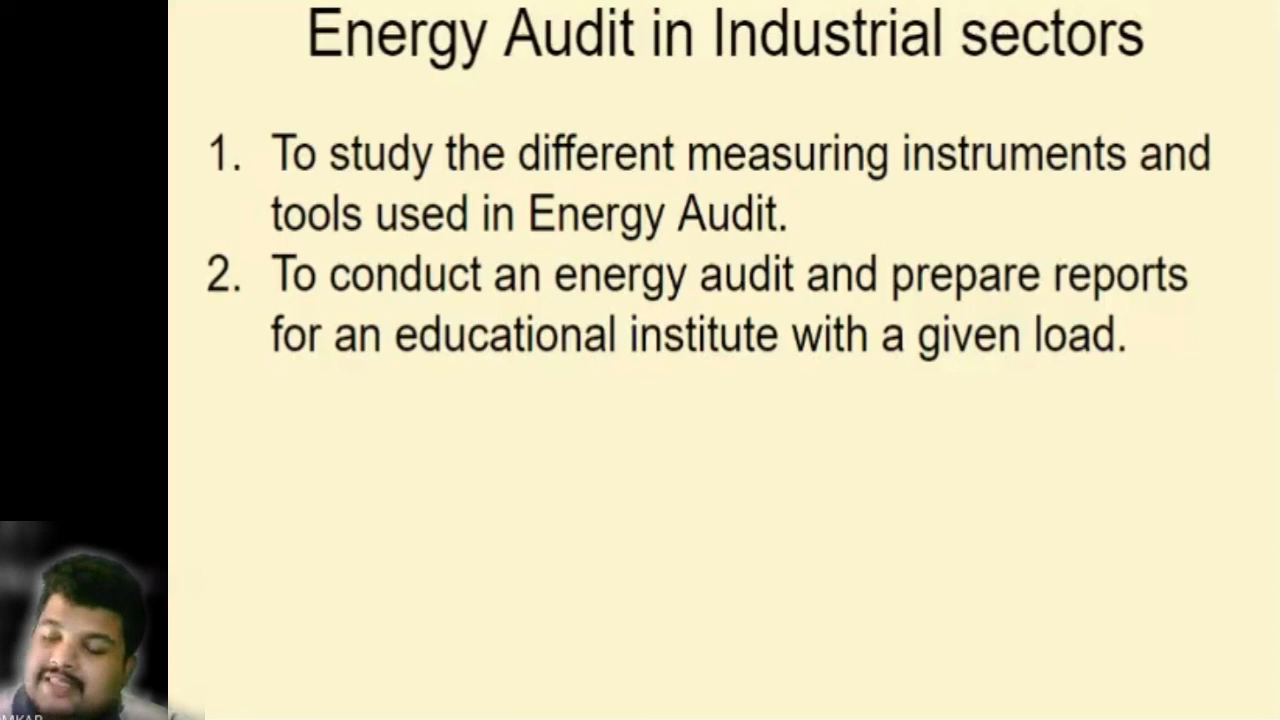 Energy Audit in Industrial sectors
1. To study the different measuring instruments and
tools used in Energy Audit.
2. To conduct an energy audit and prepare reports
for an educational institute with a given load.